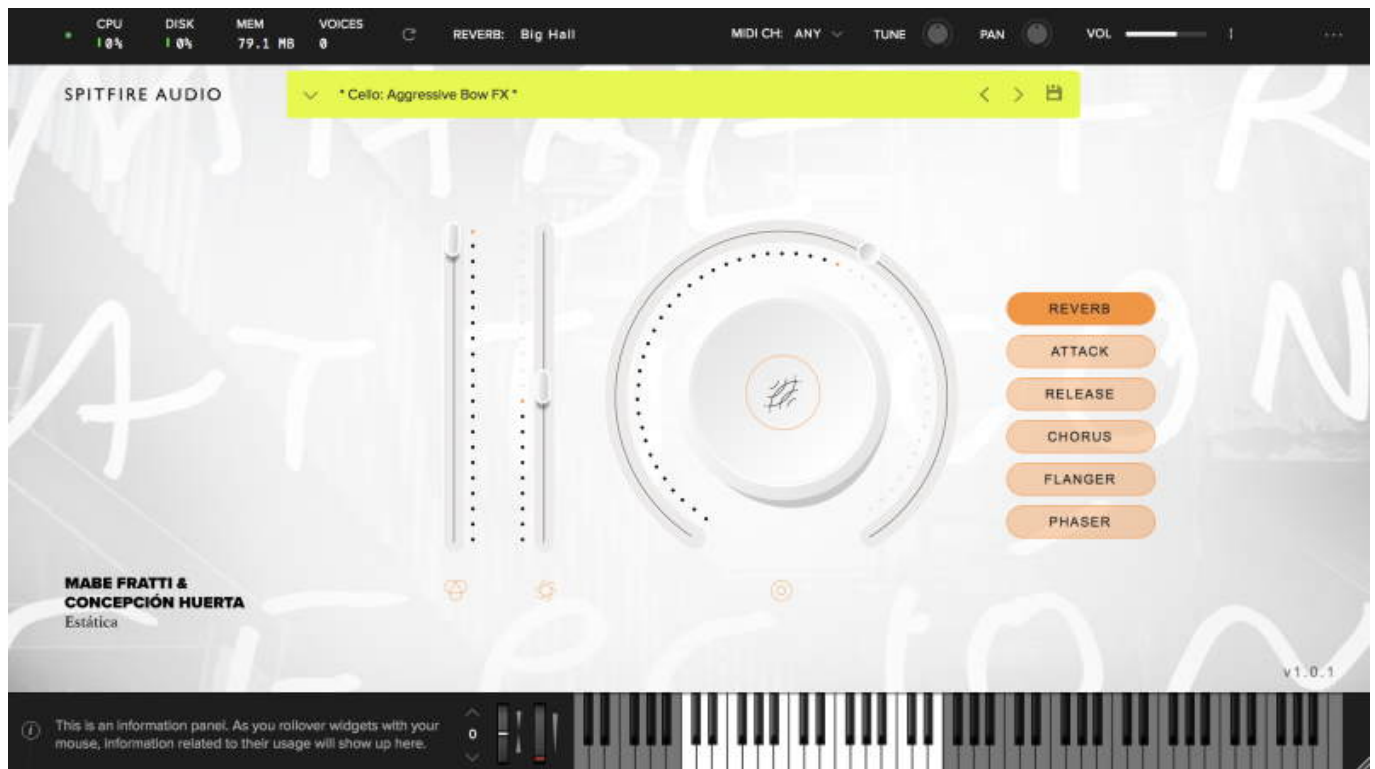 CPU DISK MEM VOICES
10% 0% 79.1 MB 0
REVERB: Big Hall
MIDI CH: ANY
TUNE
PAN
VOL
SPITFIRE AUDIO
* Cello: Aggressive Bow FX *
REVERB
ATTACK
RELEASE
CHORUS
FLANGER
PHASER
MABE FRATTI &
CONCEPCIÓN HUERTA
Estática
v1.0.1
This is an information panel. As you rollover widgets with your
mouse, information related to their usage will show up here.
0